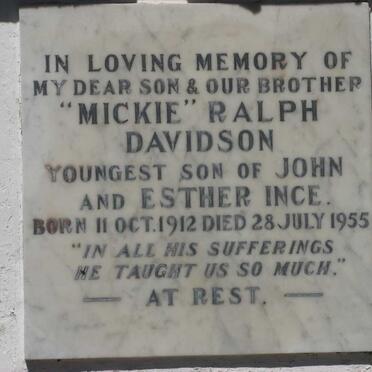 IN LOVING MEMORY OF
MY DEAR SON & OUR BROTHER
"MICKIE" RALPH
DAVIDSON
YOUNGEST SON OF JOHN
AND ESTHER INCE.
BORN 11 OCT. 1912 DIED 28 JULY 1955
"IN ALL HIS SUFFERINGS
HE TAUGHT US SO MUCH."
— AT REST. —